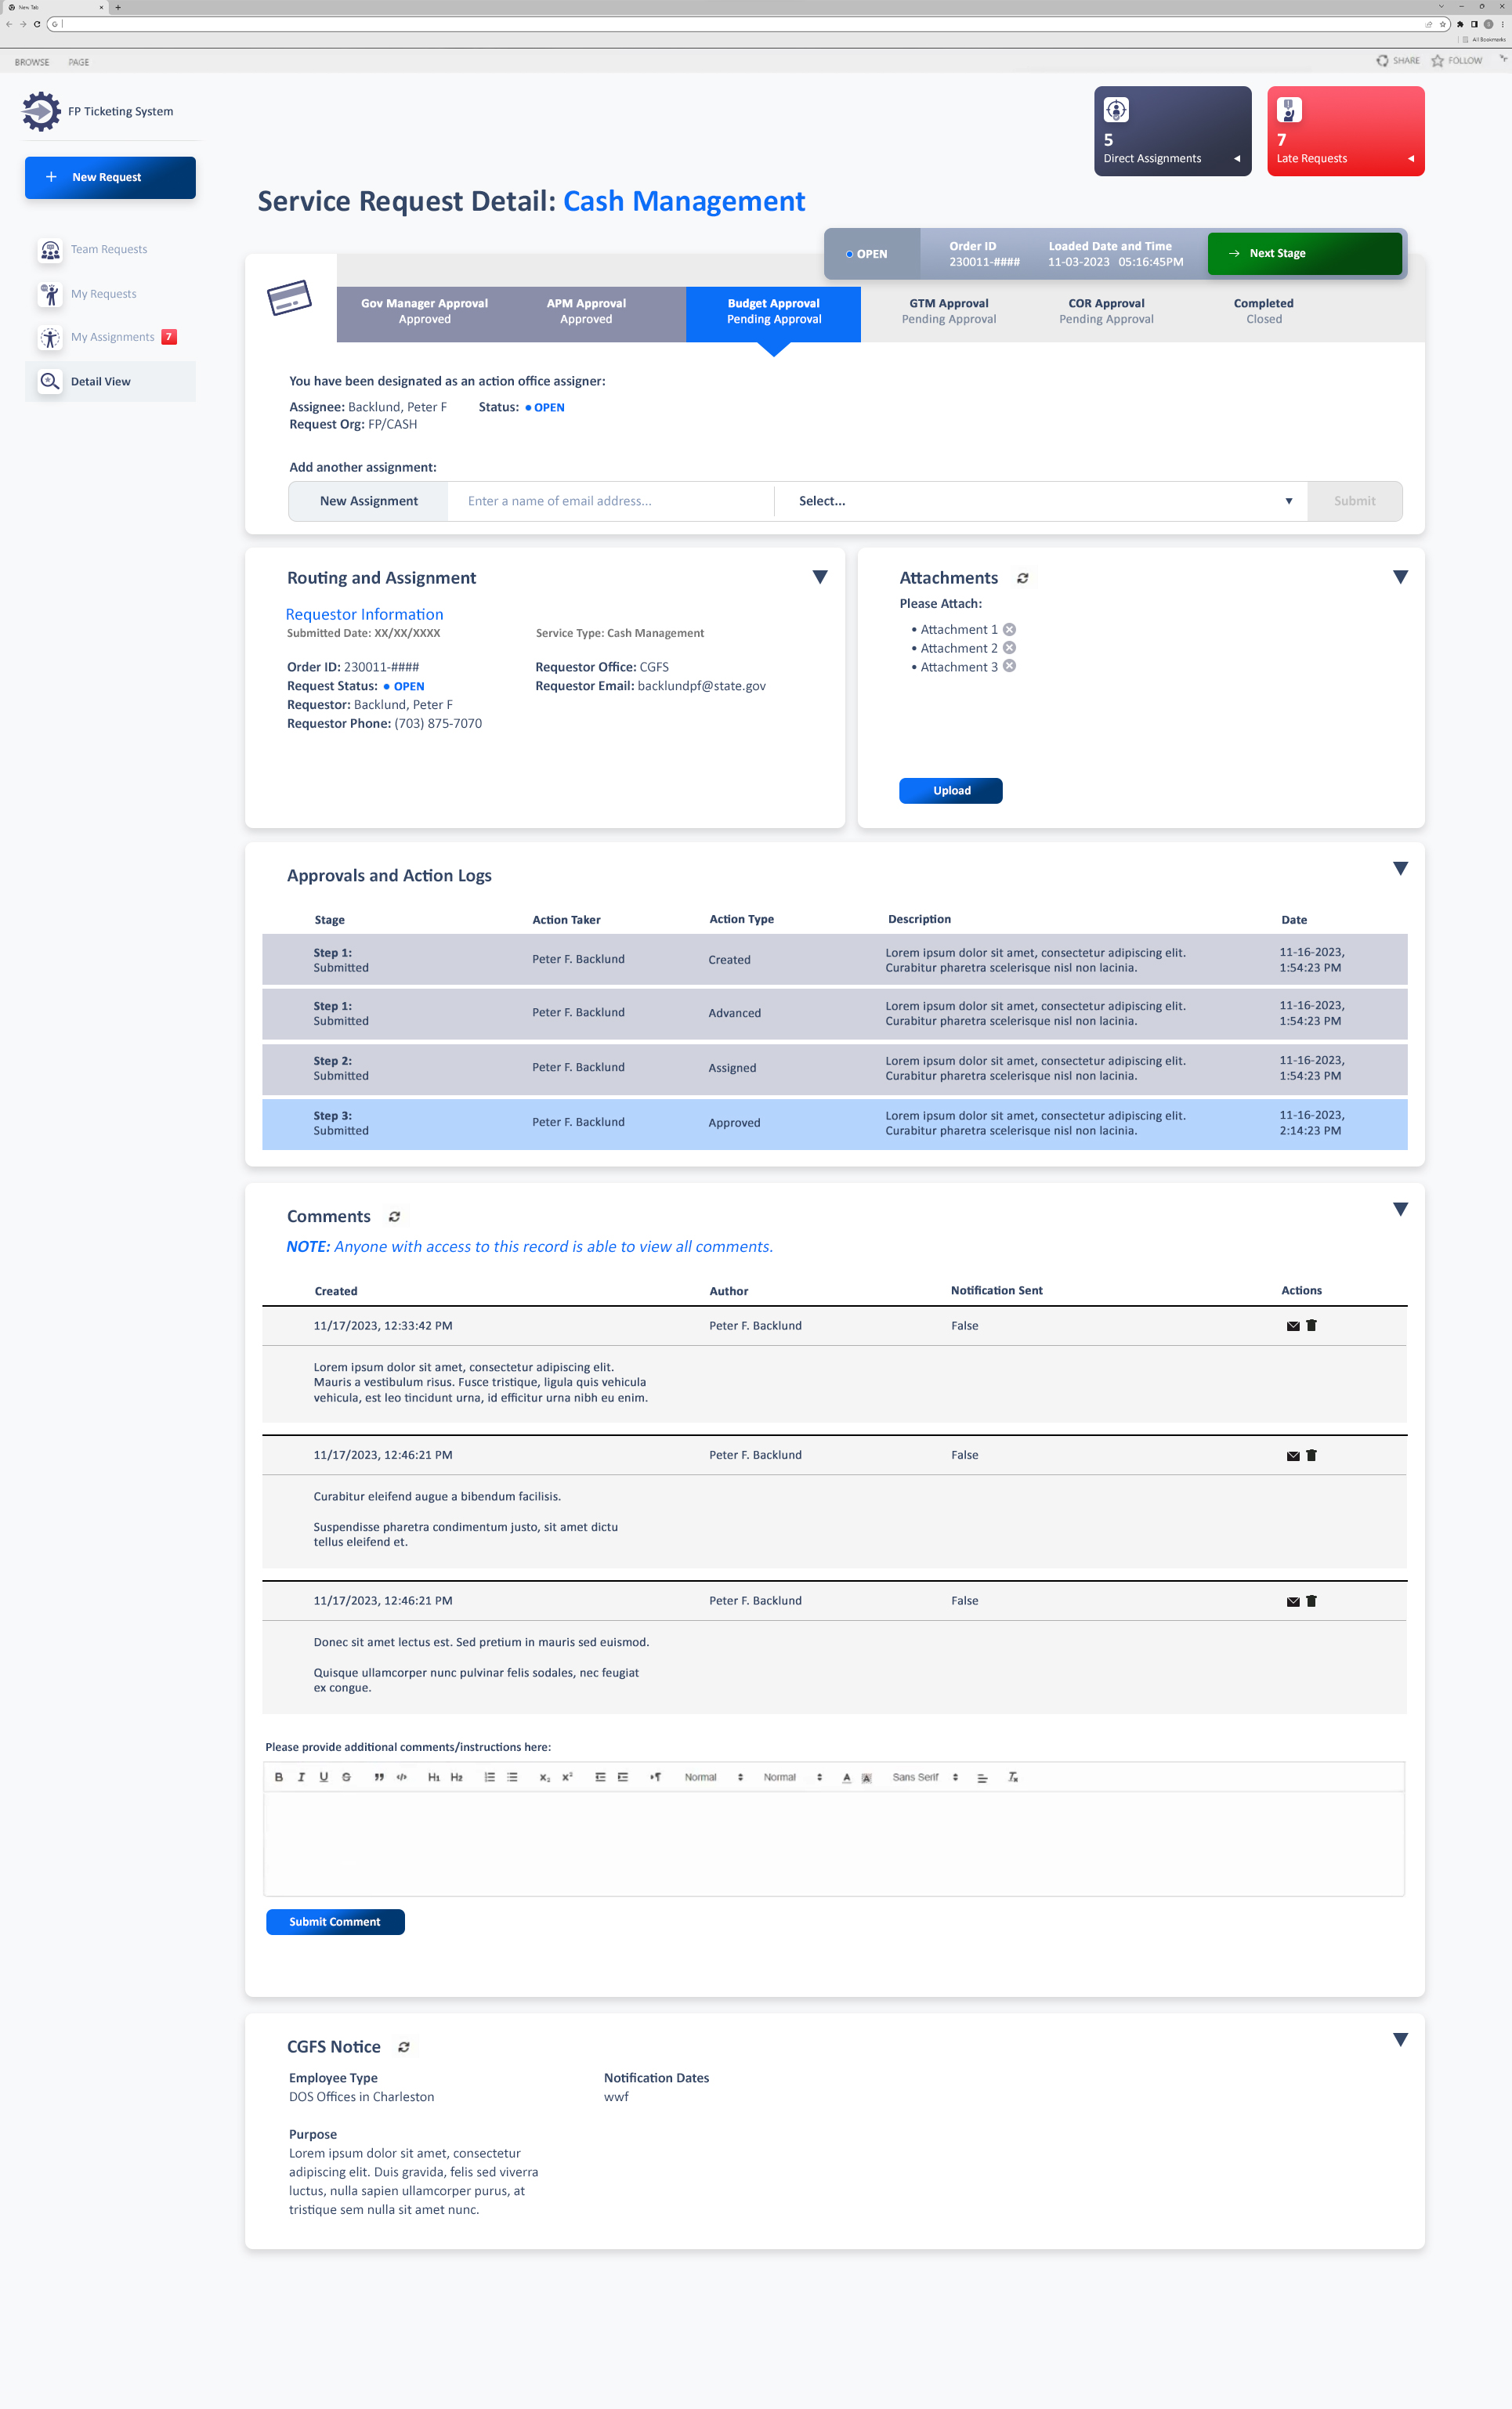 New Tab
G
All Bookmarks
BROWSE PAGE
SHARE FOLLOW
FP Ticketing System
New Request
Team Requests
My Requests
My Assignments 7
Detail View
5
Direct Assignments
7
Late Requests
Service Request Detail: Cash Management
OPEN
Order ID
230011-####
Loaded Date and Time
11-03-2023 05:16:45PM
Next Stage
Gov Manager Approval
Approved
APM Approval
Approved
Budget Approval
Pending Approval
GTM Approval
Pending Approval
COR Approval
Pending Approval
Completed
Closed
You have been designated as an action office assigner:
Assignee: Backlund, Peter F Status: • OPEN
Request Org: FP/CASH
Add another assignment:
New Assignment Enter a name of email address... Select... Submit
Routing and Assignment
Requestor Information
Submitted Date: XX/XX/XXXX Service Type: Cash Management
Order ID: 230011-#### Requestor Office: CGFS
Request Status: • OPEN Requestor Email: backlundpf@state.gov
Requestor: Backlund, Peter F
Requestor Phone: (703) 875-7070
Attachments
Please Attach:
• Attachment 1
• Attachment 2
• Attachment 3
Upload
Approvals and Action Logs
Stage Action Taker Action Type Description Date
Step 1:
Submitted
Peter F. Backlund
Created
Lorem ipsum dolor sit amet, consectetur adipiscing elit.
Curabitur pharetra scelerisque nisl non lacinia.
11-16-2023,
1:54:23 PM
Step 1:
Submitted
Peter F. Backlund
Advanced
Lorem ipsum dolor sit amet, consectetur adipiscing elit.
Curabitur pharetra scelerisque nisl non lacinia.
11-16-2023,
1:54:23 PM
Step 2:
Submitted
Peter F. Backlund
Assigned
Lorem ipsum dolor sit amet, consectetur adipiscing elit.
Curabitur pharetra scelerisque nisl non lacinia.
11-16-2023,
1:54:23 PM
Step 3:
Submitted
Peter F. Backlund
Approved
Lorem ipsum dolor sit amet, consectetur adipiscing elit.
Curabitur pharetra scelerisque nisl non lacinia.
11-16-2023,
2:14:23 PM
Comments
NOTE: Anyone with access to this record is able to view all comments.
Created Author Notification Sent Actions
11/17/2023, 12:33:42 PM Peter F. Backlund False
Lorem ipsum dolor sit amet, consectetur adipiscing elit.
Mauris a vestibulum risus. Fusce tristique, ligula quis vehicula
vehicula, est leo tincidunt urna, id efficitur urna nibh eu enim.
11/17/2023, 12:46:21 PM Peter F. Backlund False
Curabitur eleifend augue a bibendum facilisis.
Suspendisse pharetra condimentum justo, sit amet dictu
tellus eleifend et.
11/17/2023, 12:46:21 PM Peter F. Backlund False
Donec sit amet lectus est. Sed pretium in mauris sed euismod.
Quisque ullamcorper nunc pulvinar felis sodales, nec feugiat
ex congue.
Please provide additional comments/instructions here:
B I U S H1 H2 X2 X² Normal Normal A A Sans Serif Tx
Submit Comment
CGFS Notice
Employee Type Notification Dates
DOS Offices in Charleston wwf
Purpose
Lorem ipsum dolor sit amet, consectetur
adipiscing elit. Duis gravida, felis sed viverra
luctus, nulla sapien ullamcorper purus, at
tristique sem nulla sit amet nunc.